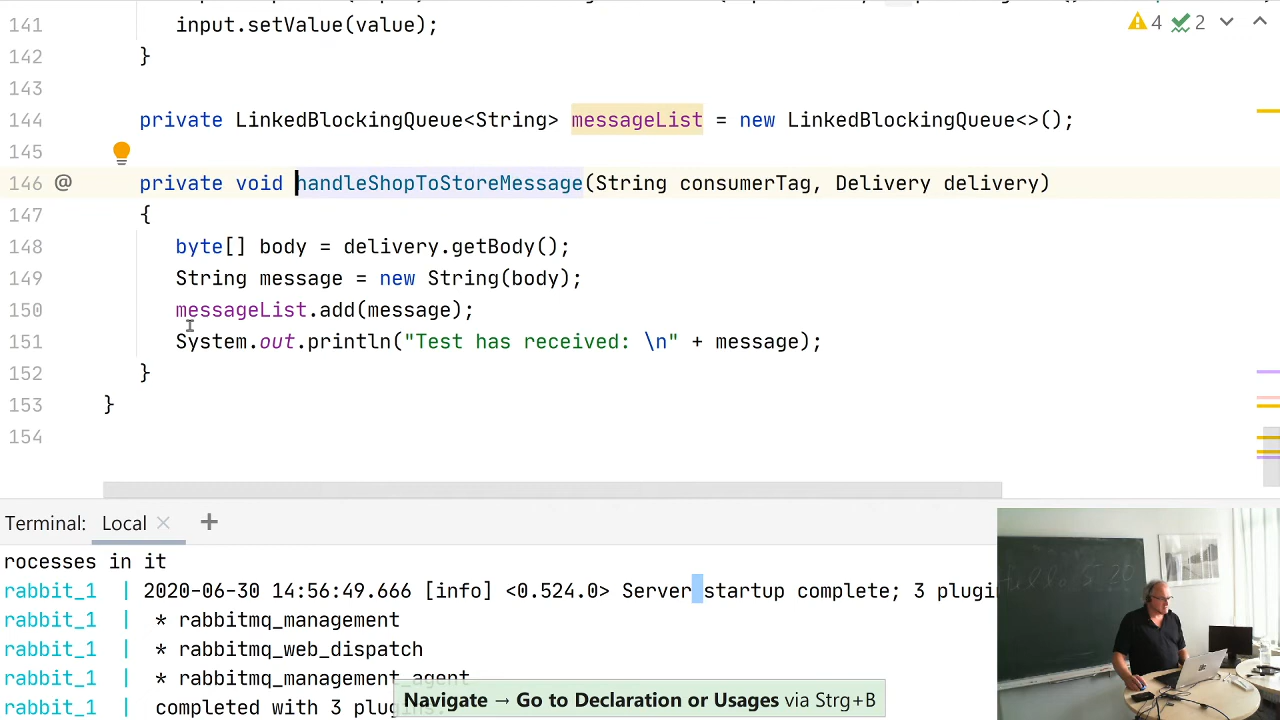 141 input.setValue(value);
4 2
142 }
143
144 private LinkedBlockingQueue<String> messageList = new LinkedBlockingQueue<>();
145
146 @ private void handleShopToStoreMessage(String consumerTag, Delivery delivery)
147 {
148 byte[] body = delivery.getBody();
149 String message = new String(body);
150 messageList.add(message);
151 System.out.println("Test has received: \n" + message);
152 }
153 }
154
Terminal: Local × +
rocesses in it
rabbit_1 | 2020-06-30 14:56:49.666 [info] <0.524.0> Server startup complete; 3 plugin
rabbit_1 | * rabbitmq_management
rabbit_1 | * rabbitmq_web_dispatch
rabbit_1 | * rabbitmq_management_agent
rabbit_1 | completed with 3 plugins.
Navigate → Go to Declaration or Usages via Strg+B